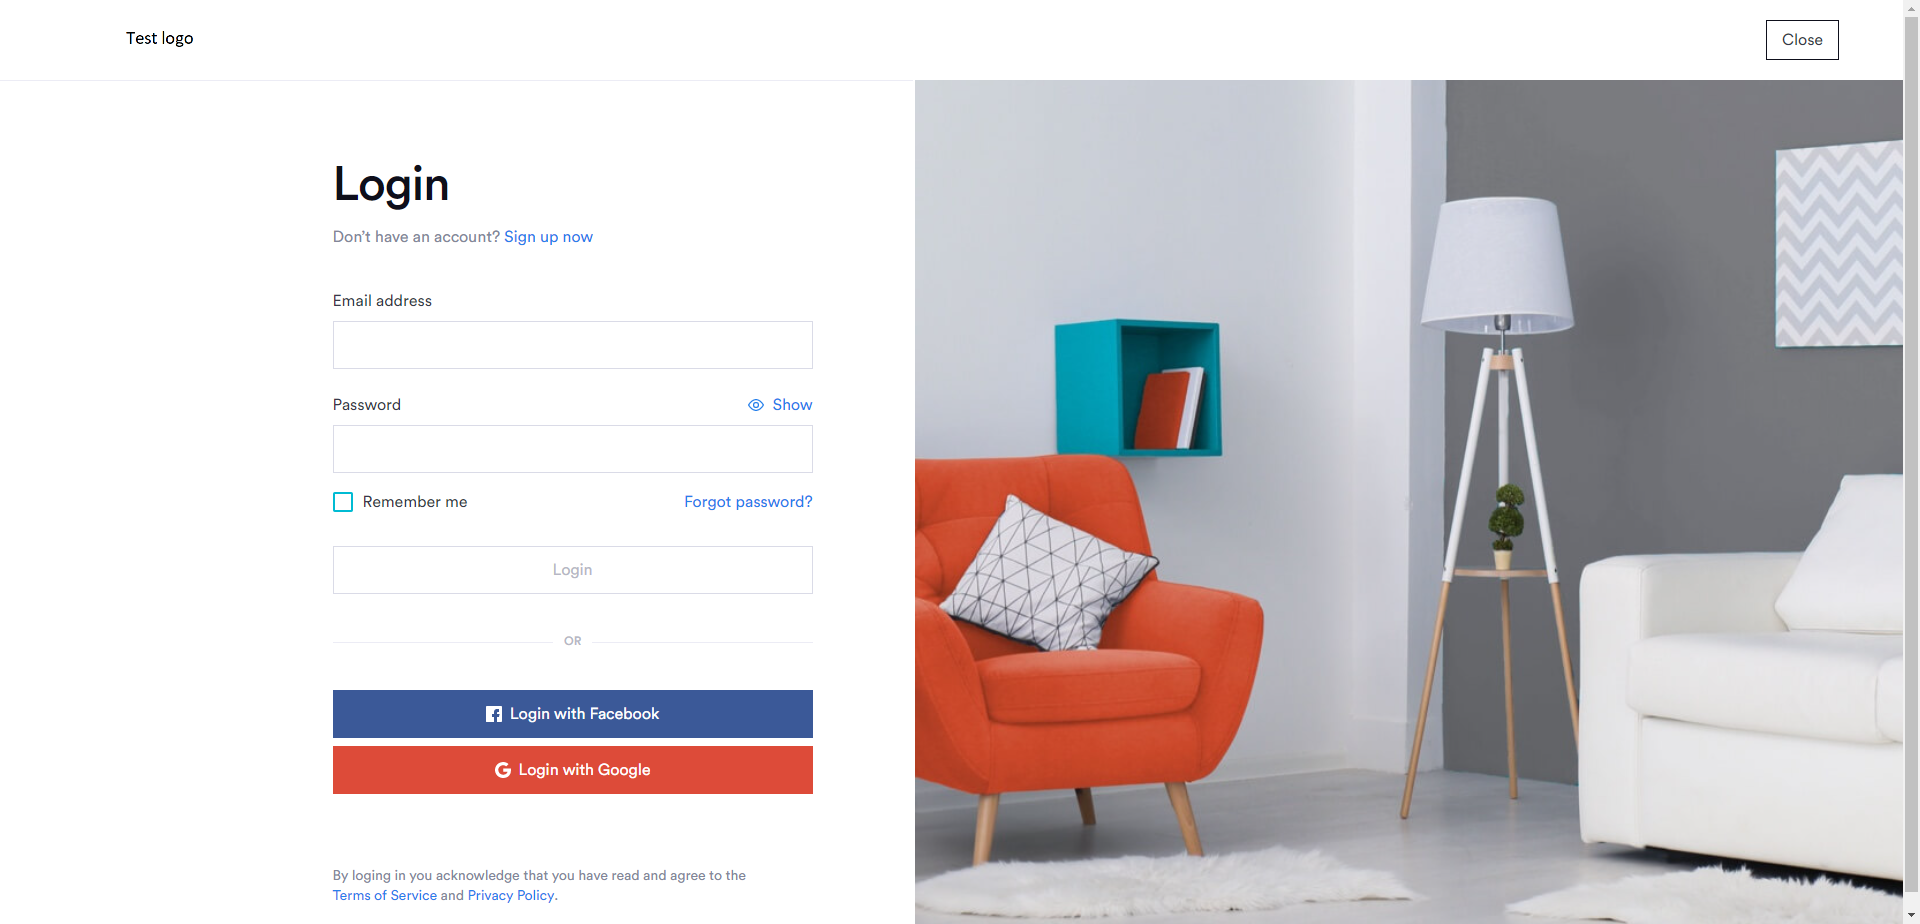 Test logo
Close
Login
Don't have an account? Sign up now
Email address
Password
Show
Remember me
Forgot password?
Login
OR
Login with Facebook
Login with Google
By loging in you acknowledge that you have read and agree to the
Terms of Service and Privacy Policy.